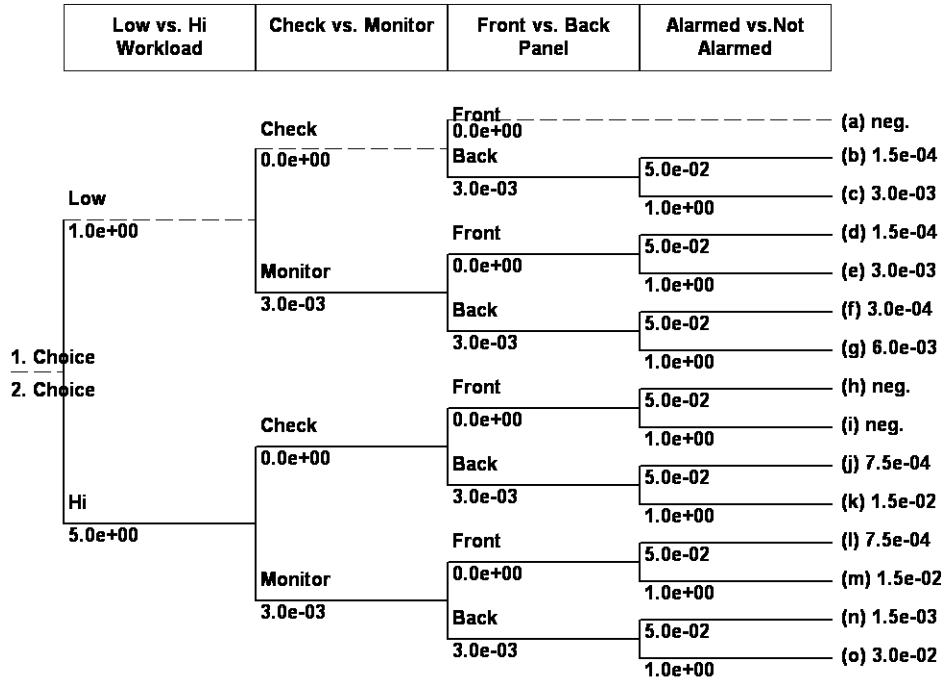 Low vs. Hi
Workload
Check vs. Monitor
Front vs. Back
Panel
Alarmed vs.Not
Alarmed
Front
0.0e+00
(a) neg.
Check
0.0e+00
Back
3.0e-03
5.0e-02
(b) 1.5e-04
1.0e+00
(c) 3.0e-03
Low
1.0e+00
Front
0.0e+00
5.0e-02
(d) 1.5e-04
1.0e+00
(e) 3.0e-03
Monitor
3.0e-03
Back
3.0e-03
5.0e-02
(f) 3.0e-04
1.0e+00
(g) 6.0e-03
1. Choice
2. Choice
Front
0.0e+00
5.0e-02
(h) neg.
1.0e+00
(i) neg.
Check
0.0e+00
Back
3.0e-03
5.0e-02
(j) 7.5e-04
1.0e+00
(k) 1.5e-02
Hi
5.0e+00
Front
0.0e+00
5.0e-02
(l) 7.5e-04
1.0e+00
(m) 1.5e-02
Monitor
3.0e-03
Back
3.0e-03
5.0e-02
(n) 1.5e-03
1.0e+00
(o) 3.0e-02